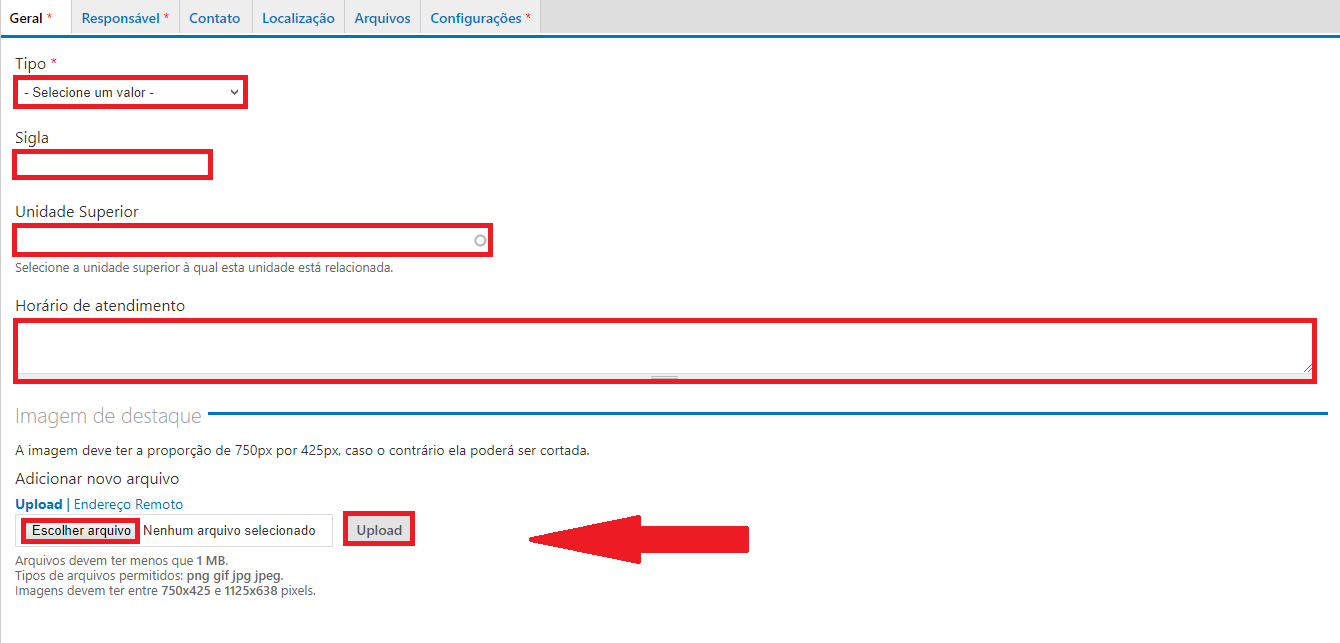 Geral * Responsável * Contato Localização Arquivos Configurações *
Tipo *
- Selecione um valor -
Sigla
Unidade Superior
Selecione a unidade superior à qual esta unidade está relacionada.
Horário de atendimento
Imagem de destaque
A imagem deve ter a proporção de 750px por 425px, caso o contrário ela poderá ser cortada.
Adicionar novo arquivo
Upload | Endereço Remoto
Escolher arquivo Nenhum arquivo selecionado Upload
Arquivos devem ter menos que 1 MB.
Tipos de arquivos permitidos: png gif jpg jpeg.
Imagens devem ter entre 750x425 e 1125x638 pixels.